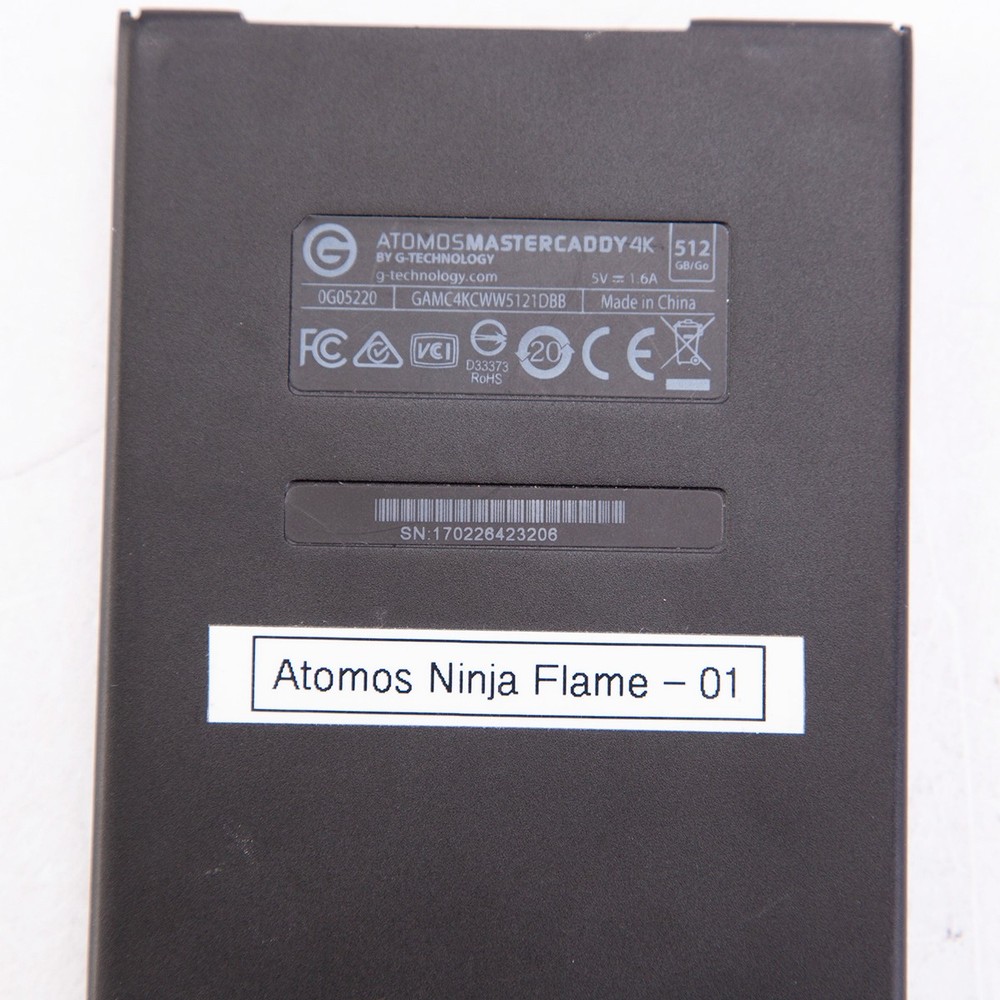 G ATOMOSMASTERCADDY4K 512
BY G-TECHNOLOGY GB/Go
g-technology.com 5V ⎓ 1.6A
0G05220 GAMC4KCWW5121DBB Made in China
FC VCI 20 CE
D33373
RoHS
SN:170226423206
Atomos Ninja Flame – 01